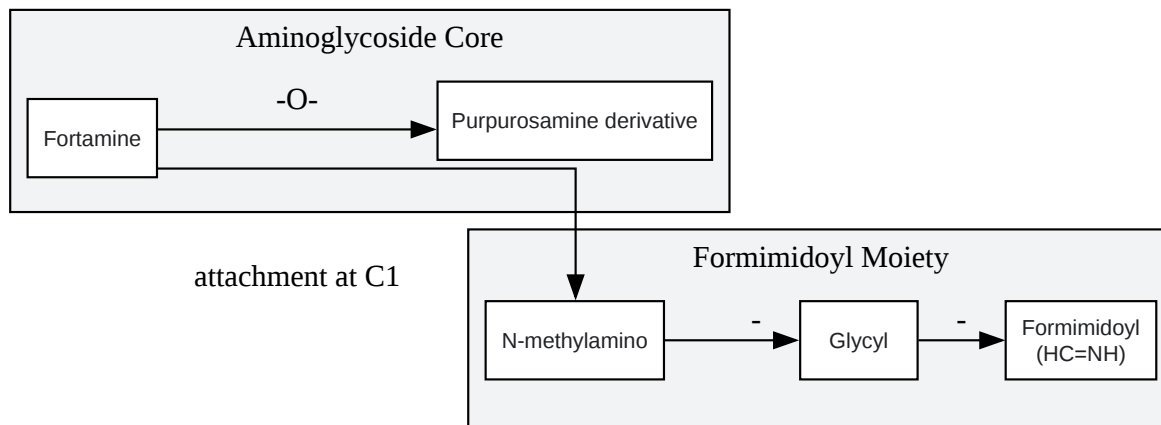 Aminoglycoside Core
-O-
Fortamine
Purpurosamine derivative
attachment at C1
Formimidoyl Moiety
N-methylamino
-
Glycyl
-
Formimidoyl
(HC=NH)